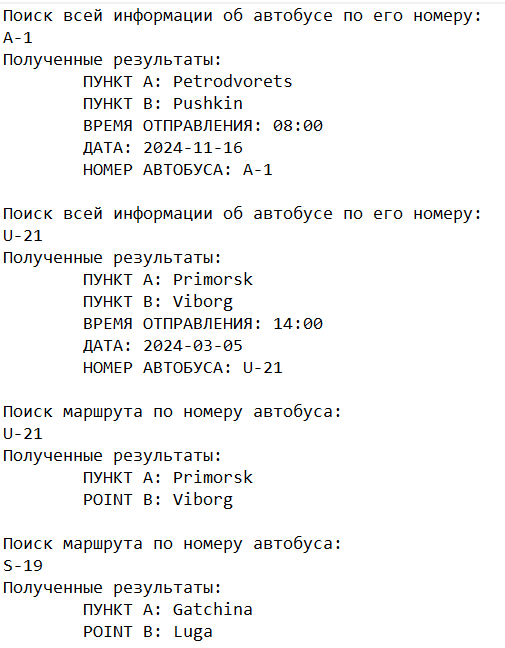 Поиск всей информации об автобусе по его номеру:
A-1
Полученные результаты:
ПУНКТ А: Petrodvorets
ПУНКТ В: Pushkin
ВРЕМЯ ОТПРАВЛЕНИЯ: 08:00
ДАТА: 2024-11-16
НОМЕР АВТОБУСА: A-1
Поиск всей информации об автобусе по его номеру:
U-21
Полученные результаты:
ПУНКТ А: Primorsk
ПУНКТ В: Viborg
ВРЕМЯ ОТПРАВЛЕНИЯ: 14:00
ДАТА: 2024-03-05
НОМЕР АВТОБУСА: U-21
Поиск маршрута по номеру автобуса:
U-21
Полученные результаты:
ПУНКТ А: Primorsk
POINT B: Viborg
Поиск маршрута по номеру автобуса:
S-19
Полученные результаты:
ПУНКТ А: Gatchina
POINT B: Luga